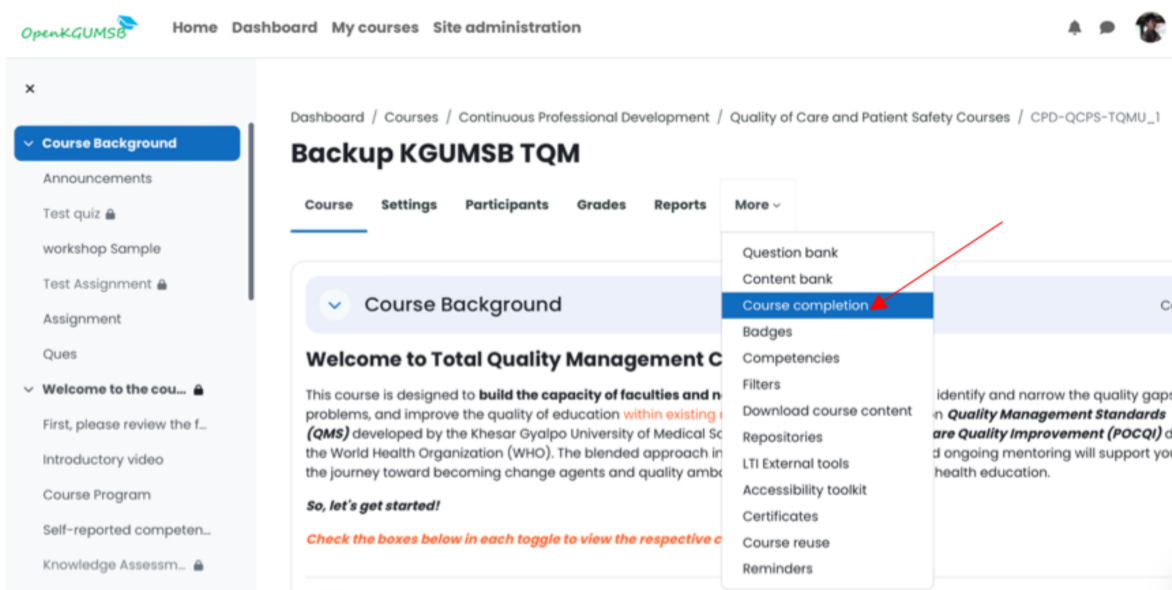 OpenKGUMSB
Home Dashboard My courses Site administration
Course Background
Announcements
Test quiz
workshop Sample
Test Assignment
Assignment
Ques
Welcome to the cou...
First, please review the f...
Introductory video
Course Program
Self-reported competen...
Knowledge Assessm...
Dashboard / Courses / Continuous Professional Development / Quality of Care and Patient Safety Courses / CPD-QCPS-TQMU_1
Backup KGUMSB TQM
Course Settings Participants Grades Reports More
Question bank
Content bank
Course completion
Badges
Competencies
Filters
Download course content
Repositories
LTI External tools
Accessibility toolkit
Certificates
Course reuse
Reminders
Course Background
Welcome to Total Quality Management C
This course is designed to build the capacity of faculties and n identify and narrow the quality gaps
problems, and improve the quality of education within existing n Quality Management Standards
(QMS) developed by the Khesar Gyalpo University of Medical Sc are Quality Improvement (POCQI) d
the World Health Organization (WHO). The blended approach in d ongoing mentoring will support you
the journey toward becoming change agents and quality amb health education.
So, let's get started!
Check the boxes below in each toggle to view the respective c